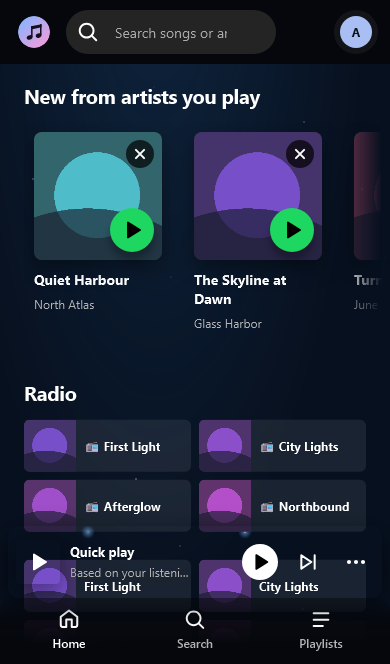 Search songs or ar
A
New from artists you play
Quiet Harbour
North Atlas
The Skyline at
Dawn
Glass Harbor
Turn
June
Radio
📻 First Light
📻 City Lights
📻 Afterglow
📻 Northbound
Quick play
Based on your listeni...
First Light
City Lights
Home
Search
Playlists